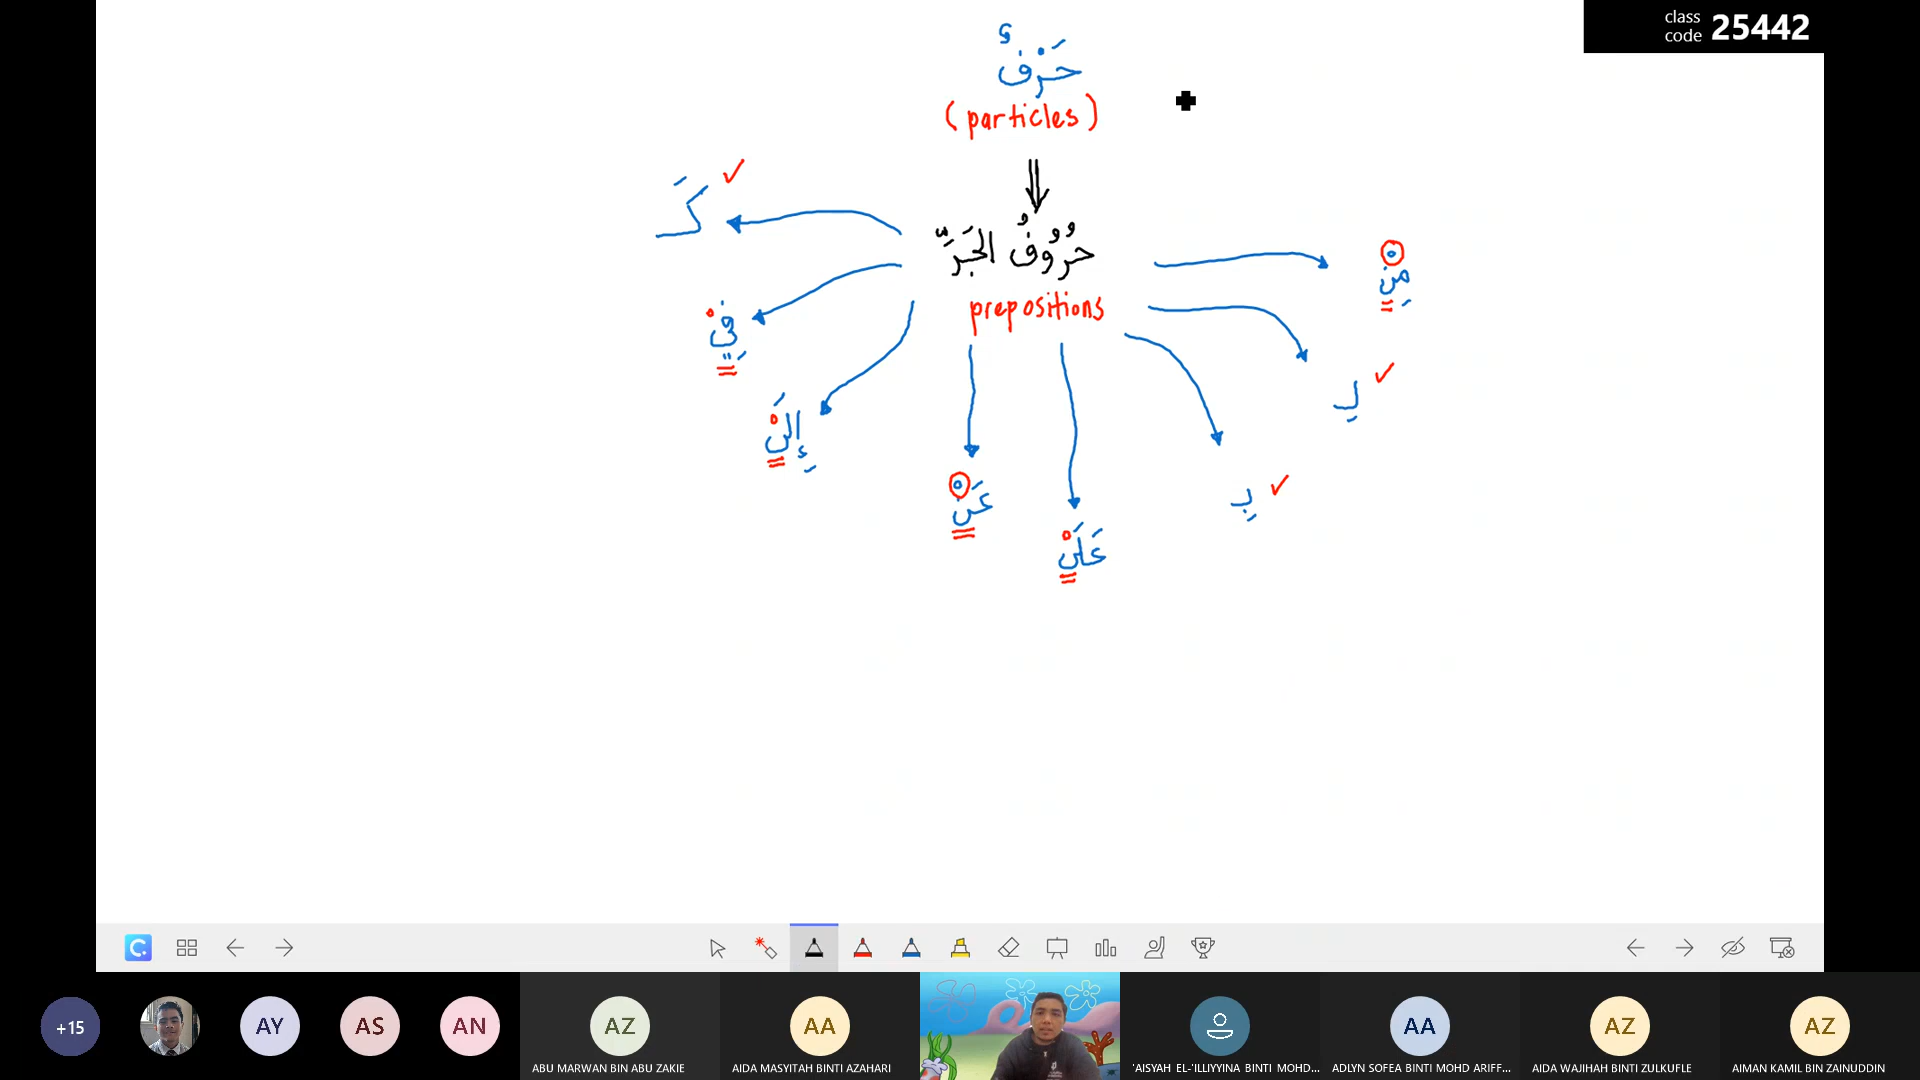 class
code 25442
حَرْفٌ
(particles)
كَـ
حُرُوفُ الجَرِّ
مِنْ
prepositions
فِي
لِـ
إِلَى
عَنْ
بِـ
عَلَى
+15
AY
AS
AN
AZ
AA
AA
AZ
AZ
ABU MARWAN BIN ABU ZAKIE
AIDA MASYITAH BINTI AZAHARI
'AISYAH EL-'ILLIYYINA BINTI MOHD...
ADLYN SOFEA BINTI MOHD ARIFF...
AIDA WAJIHAH BINTI ZULKUFLE
AIMAN KAMIL BIN ZAINUDDIN